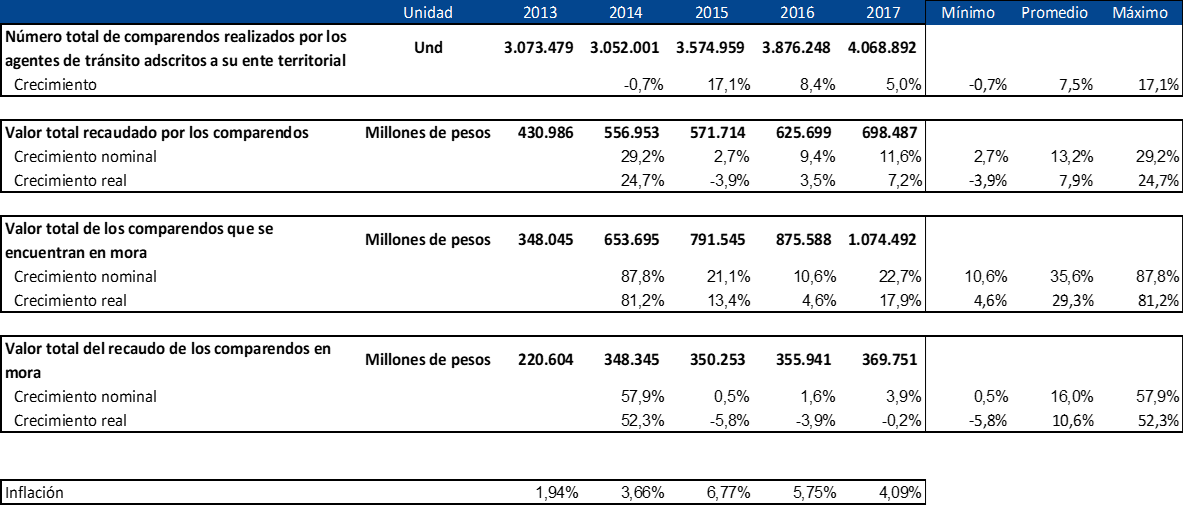 Unidad 2013 2014 2015 2016 2017 Mínimo Promedio Máximo
Número total de comparendos realizados por los
agentes de tránsito adscritos a su ente territorial Und 3.073.479 3.052.001 3.574.959 3.876.248 4.068.892
Crecimiento -0,7% 17,1% 8,4% 5,0% -0,7% 7,5% 17,1%
Valor total recaudado por los comparendos Millones de pesos 430.986 556.953 571.714 625.699 698.487
Crecimiento nominal 29,2% 2,7% 9,4% 11,6% 2,7% 13,2% 29,2%
Crecimiento real 24,7% -3,9% 3,5% 7,2% -3,9% 7,9% 24,7%
Valor total de los comparendos que se
encuentran en mora Millones de pesos 348.045 653.695 791.545 875.588 1.074.492
Crecimiento nominal 87,8% 21,1% 10,6% 22,7% 10,6% 35,6% 87,8%
Crecimiento real 81,2% 13,4% 4,6% 17,9% 4,6% 29,3% 81,2%
Valor total del recaudo de los comparendos en
mora Millones de pesos 220.604 348.345 350.253 355.941 369.751
Crecimiento nominal 57,9% 0,5% 1,6% 3,9% 0,5% 16,0% 57,9%
Crecimiento real 52,3% -5,8% -3,9% -0,2% -5,8% 10,6% 52,3%
Inflación 1,94% 3,66% 6,77% 5,75% 4,09%